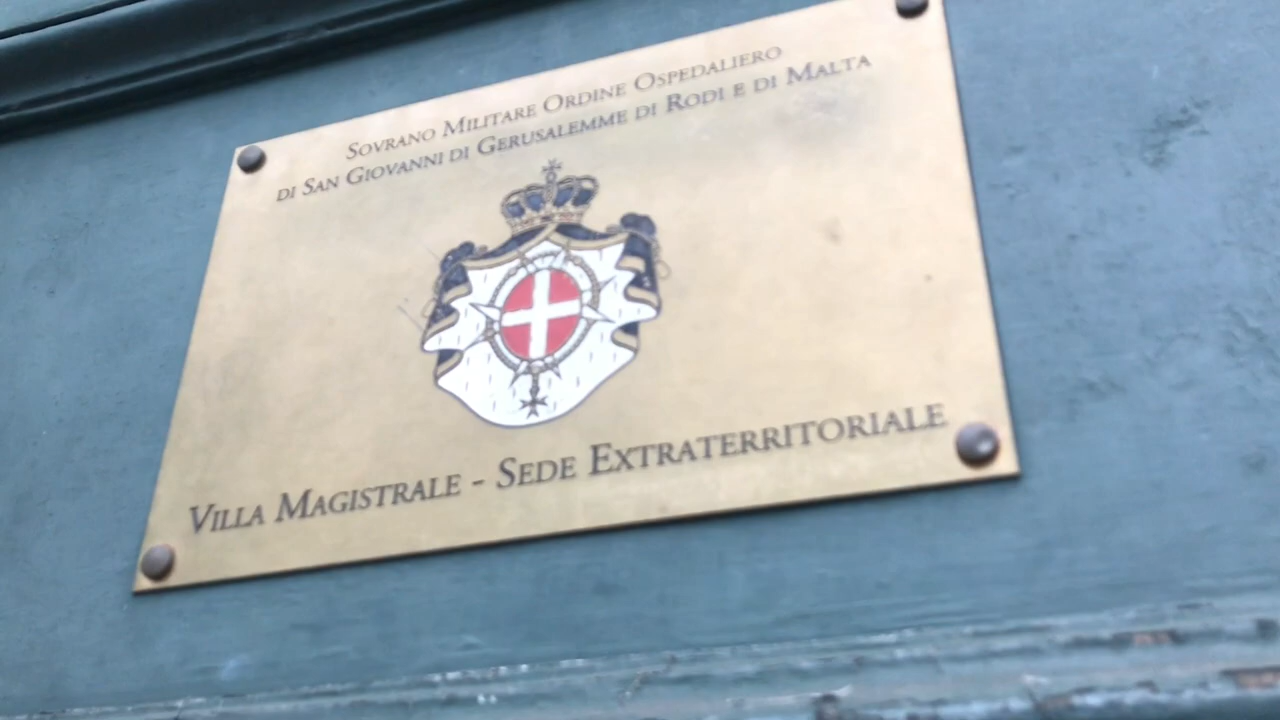 Sovrano Militare Ordine Ospedaliero
di San Giovanni di Gerusalemme di Rodi e di Malta
Villa Magistrale - Sede Extraterritoriale